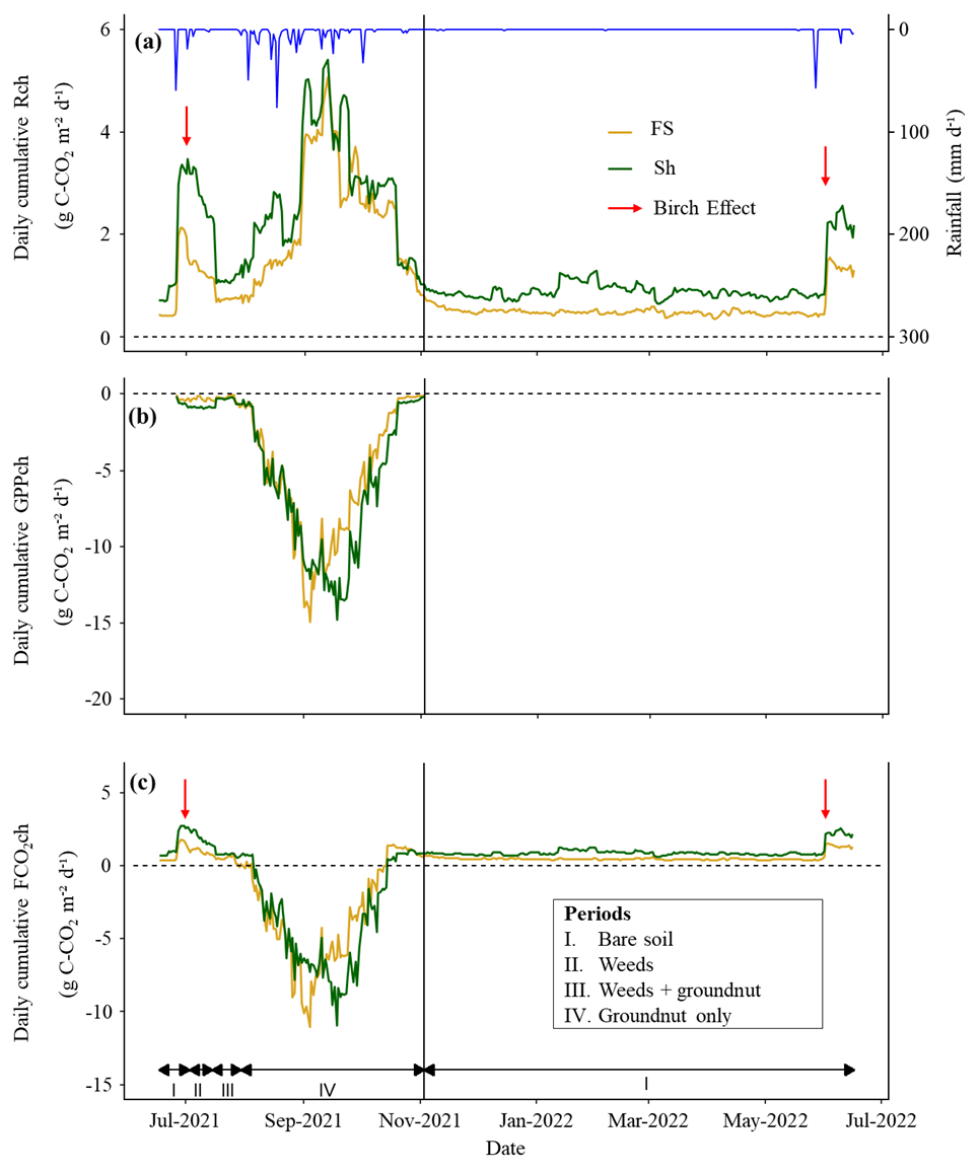 (a)
Daily cumulative Rch
(g C-CO₂ m⁻² d⁻¹)
6
4
2
0
0
100
200
300
Rainfall (mm d⁻¹)
FS
Sh
Birch Effect
(b)
Daily cumulative GPPch
(g C-CO₂ m⁻² d⁻¹)
0
-5
-10
-15
-20
(c)
Daily cumulative FCO₂ch
(g C-CO₂ m⁻² d⁻¹)
5
0
-5
-10
-15
Periods
I. Bare soil
II. Weeds
III. Weeds + groundnut
IV. Groundnut only
I II III IV I
Jul-2021 Sep-2021 Nov-2021 Jan-2022 Mar-2022 May-2022 Jul-2022
Date